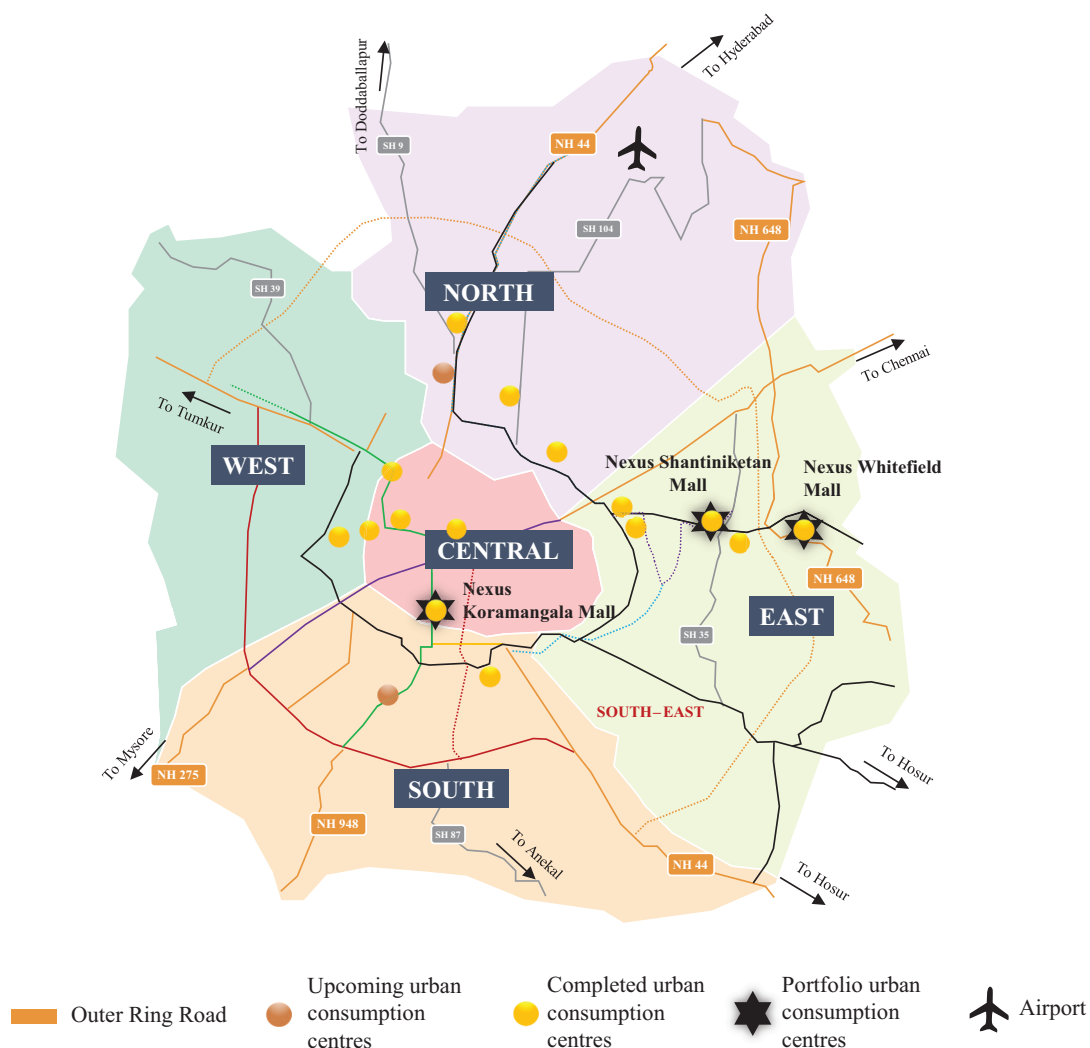 To Doddaballapur
To Hyderabad
SH 9
NH 44
SH 104
NH 648
SH 39
NORTH
To Chennai
To Tumkur
WEST
Nexus Shantiniketan
Mall
Nexus Whitefield
Mall
CENTRAL
Nexus
Koramangala Mall
NH 648
EAST
SH 35
SOUTH–EAST
To Mysore
NH 275
To Hosur
SOUTH
NH 948
SH 87
To Anekal
NH 44
To Hosur
Outer Ring Road
Upcoming urban
consumption
centres
Completed urban
consumption
centres
Portfolio urban
consumption
centres
Airport